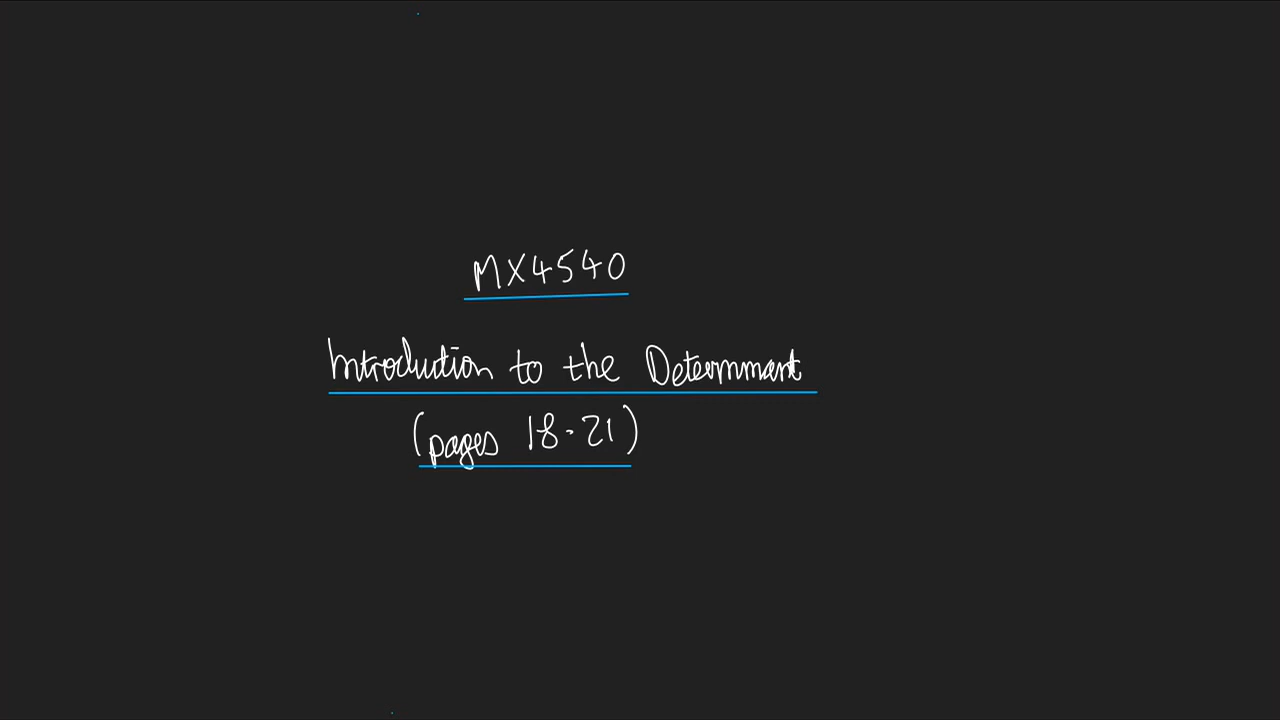 MX4540
Introduction to the Determinant
(pages 18-21)